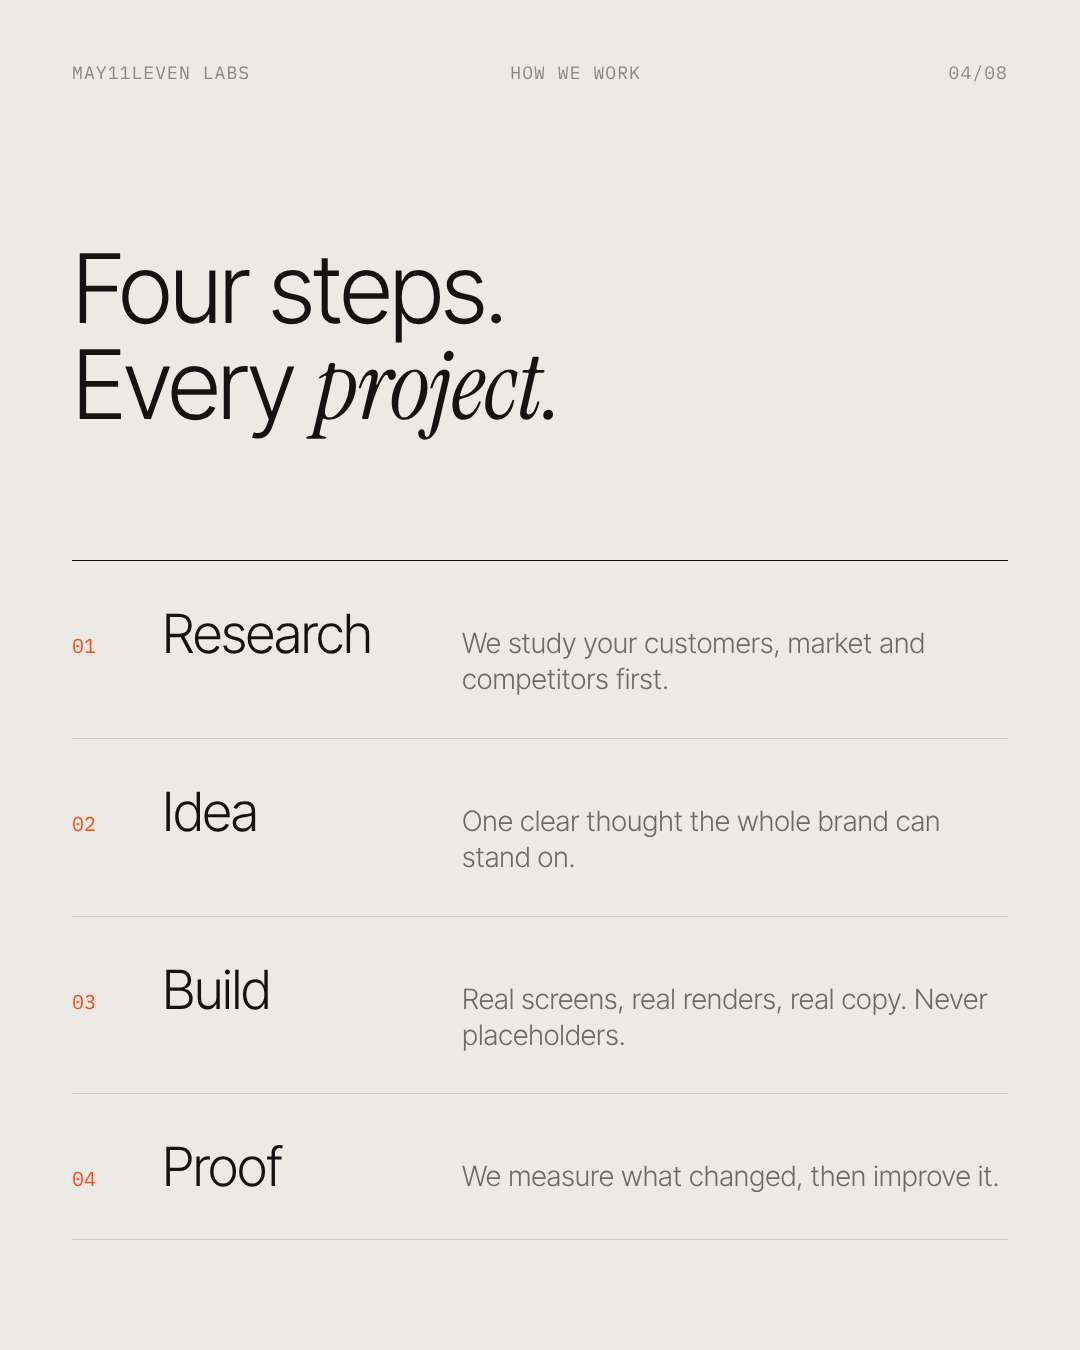 MAY11LEVEN LABS
HOW WE WORK
04/08
Four steps.
Every project.
01
Research
We study your customers, market and
competitors first.
02
Idea
One clear thought the whole brand can
stand on.
03
Build
Real screens, real renders, real copy. Never
placeholders.
04
Proof
We measure what changed, then improve it.